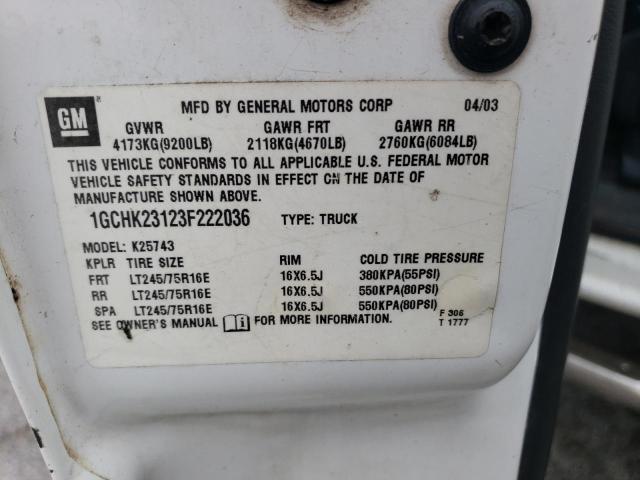 GM
MFD BY GENERAL MOTORS CORP 04/03
GVWR GAWR FRT GAWR RR
4173KG(9200LB) 2118KG(4670LB) 2760KG(6084LB)
THIS VEHICLE CONFORMS TO ALL APPLICABLE U.S. FEDERAL MOTOR
VEHICLE SAFETY STANDARDS IN EFFECT ON THE DATE OF
MANUFACTURE SHOWN ABOVE.
1GCHK23123F222036 TYPE: TRUCK
MODEL: K25743
KPLR TIRE SIZE RIM COLD TIRE PRESSURE
FRT LT245/75R16E 16X6.5J 380KPA(55PSI)
RR LT245/75R16E 16X6.5J 550KPA(80PSI)
SPA LT245/75R16E 16X6.5J 550KPA(80PSI)
SEE OWNER'S MANUAL i FOR MORE INFORMATION. F 306
T 1777